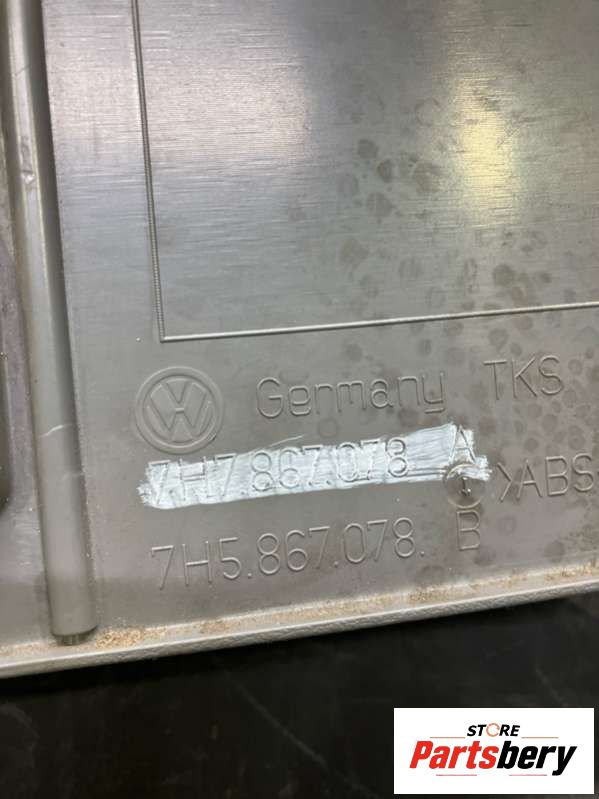 Germany TKS
7H7.867.078 A
>ABS
7H5.867.078. B
STORE
Partsbery